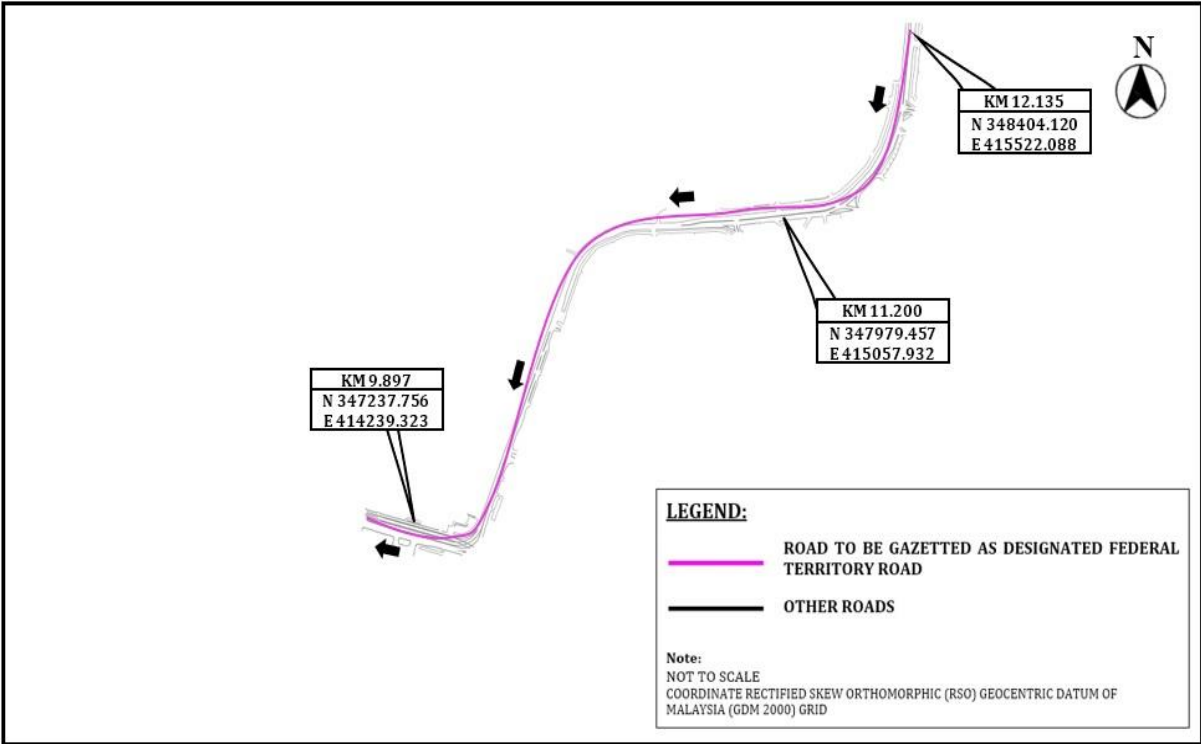 N
KM 12.135
N 348404.120
E 415522.088
KM 11.200
N 347979.457
E 415057.932
KM 9.897
N 347237.756
E 414239.323
LEGEND:
ROAD TO BE GAZETTED AS DESIGNATED FEDERAL
TERRITORY ROAD
OTHER ROADS
Note:
NOT TO SCALE
COORDINATE RECTIFIED SKEW ORTHOMORPHIC (RSO) GEOCENTRIC DATUM OF
MALAYSIA (GDM 2000) GRID